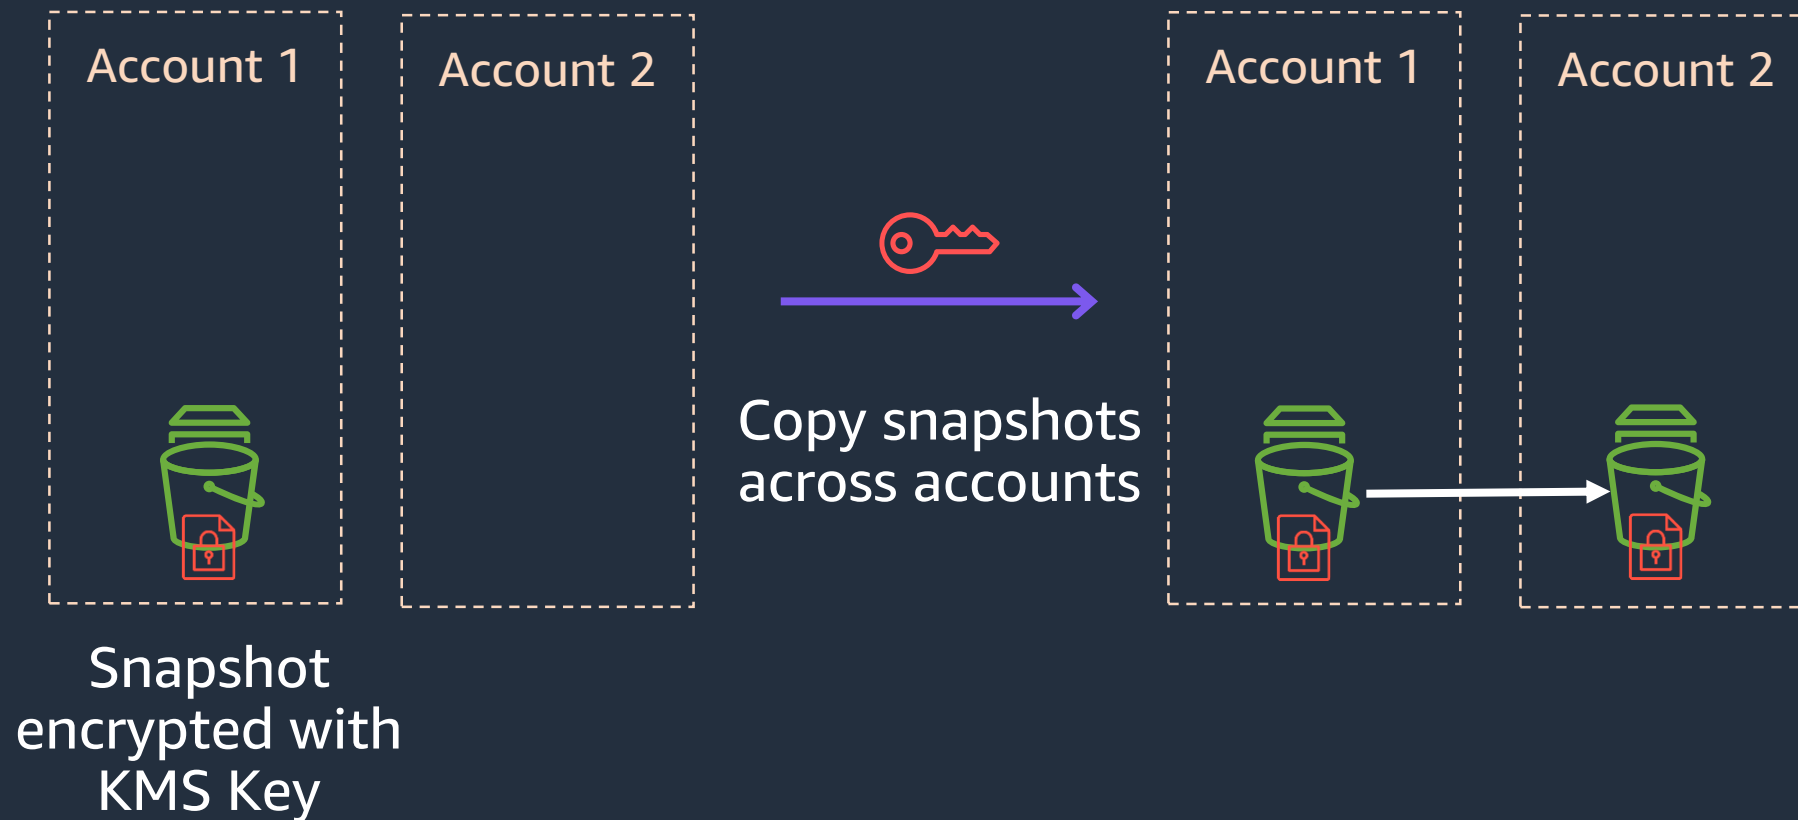 Account 1
Account 2
Account 1
Account 2
Copy snapshots
across accounts
Snapshot
encrypted with
KMS Key